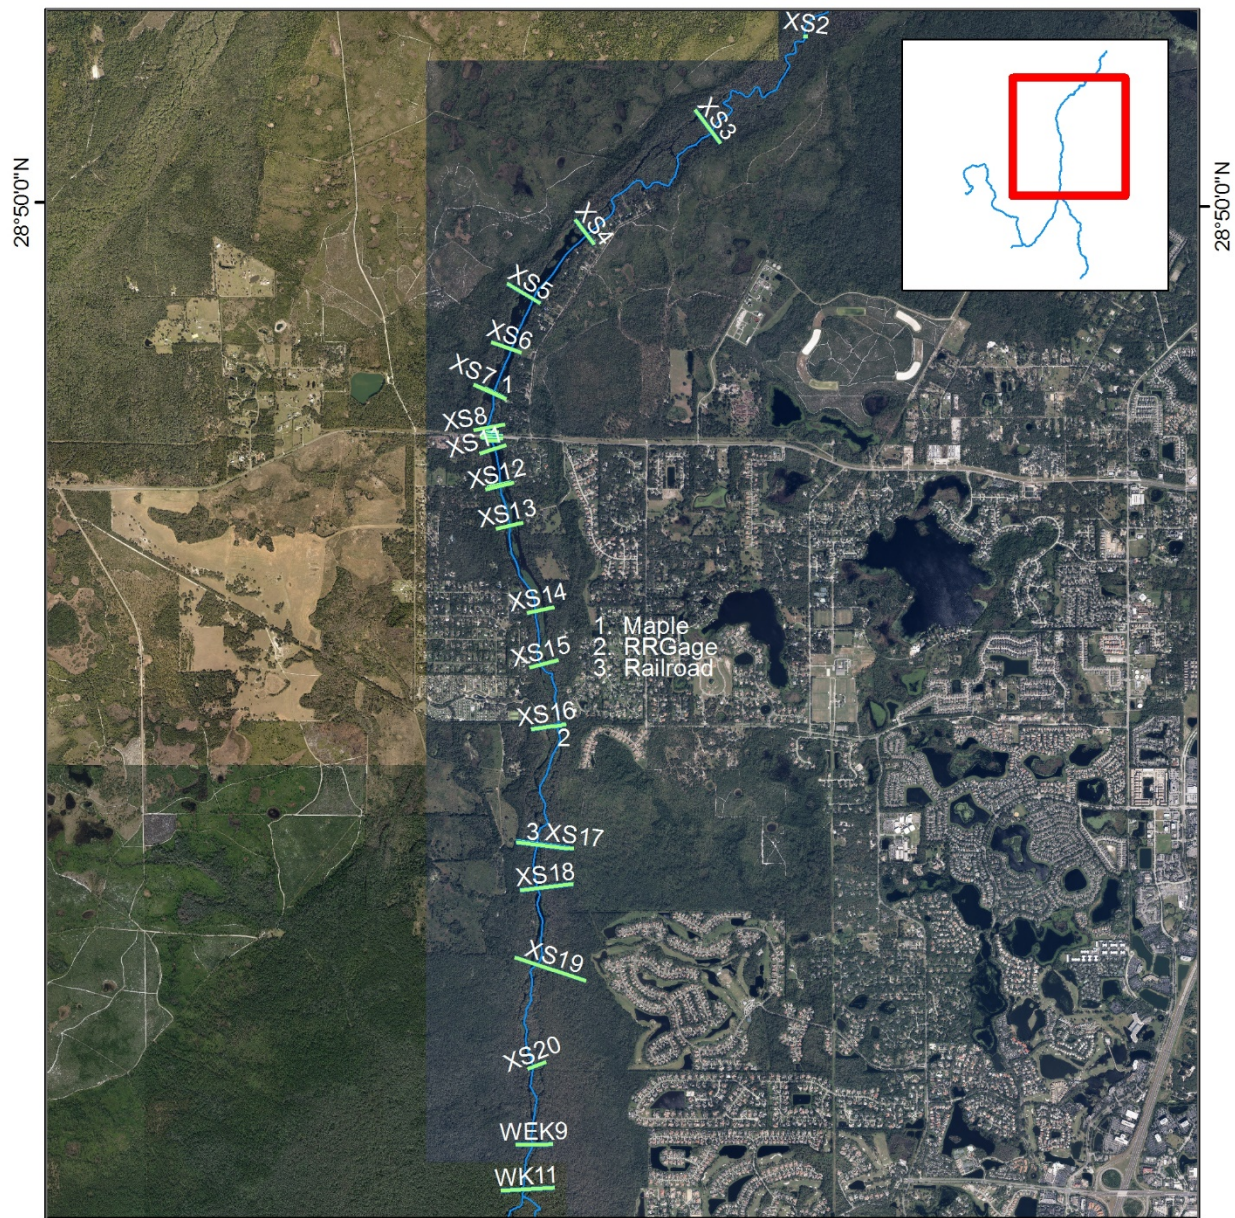 XS2
XS3
28°50'0"N
28°50'0"N
XS4
XS5
XS6
XS7 1
XS8
XS11
XS12
XS13
XS14
1. Maple
2. RRGage
3. Railroad
XS15
XS16
2
3 XS17
XS18
XS19
XS20
WEK9
WK11